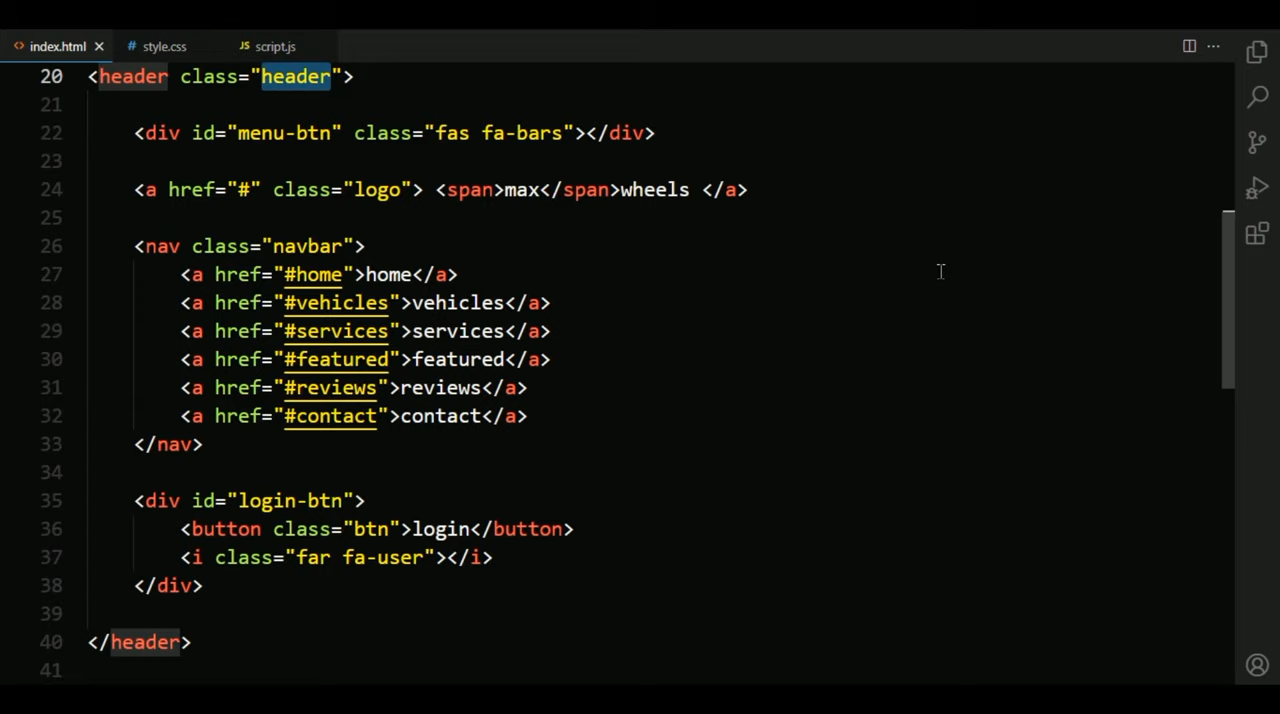 index.html × # style.css JS script.js
20 <header class="header">
21
22 <div id="menu-btn" class="fas fa-bars"></div>
23
24 <a href="#" class="logo"> <span>max</span>wheels </a>
25
26 <nav class="navbar">
27 <a href="#home">home</a>
28 <a href="#vehicles">vehicles</a>
29 <a href="#services">services</a>
30 <a href="#featured">featured</a>
31 <a href="#reviews">reviews</a>
32 <a href="#contact">contact</a>
33 </nav>
34
35 <div id="login-btn">
36 <button class="btn">login</button>
37 <i class="far fa-user"></i>
38 </div>
39
40 </header>
41